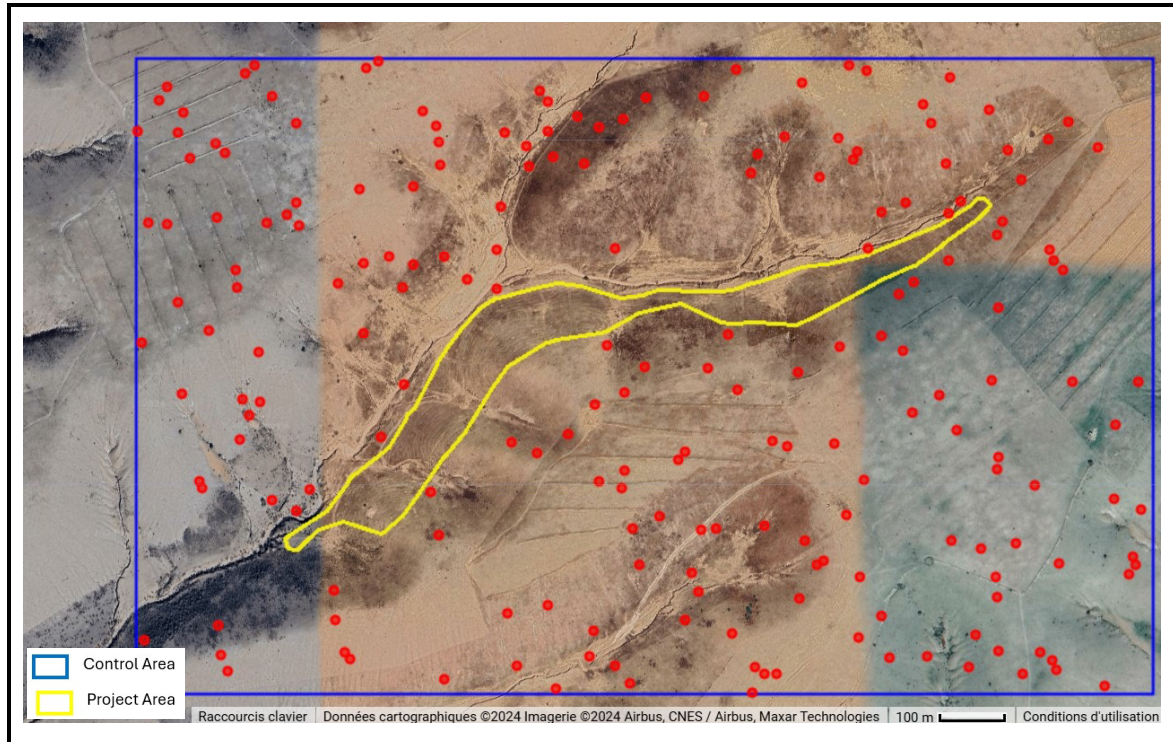 Control Area
Project Area
Raccourcis clavier
Données cartographiques ©2024 Imagerie ©2024 Airbus, CNES / Airbus, Maxar Technologies
100 m
Conditions d'utilisation